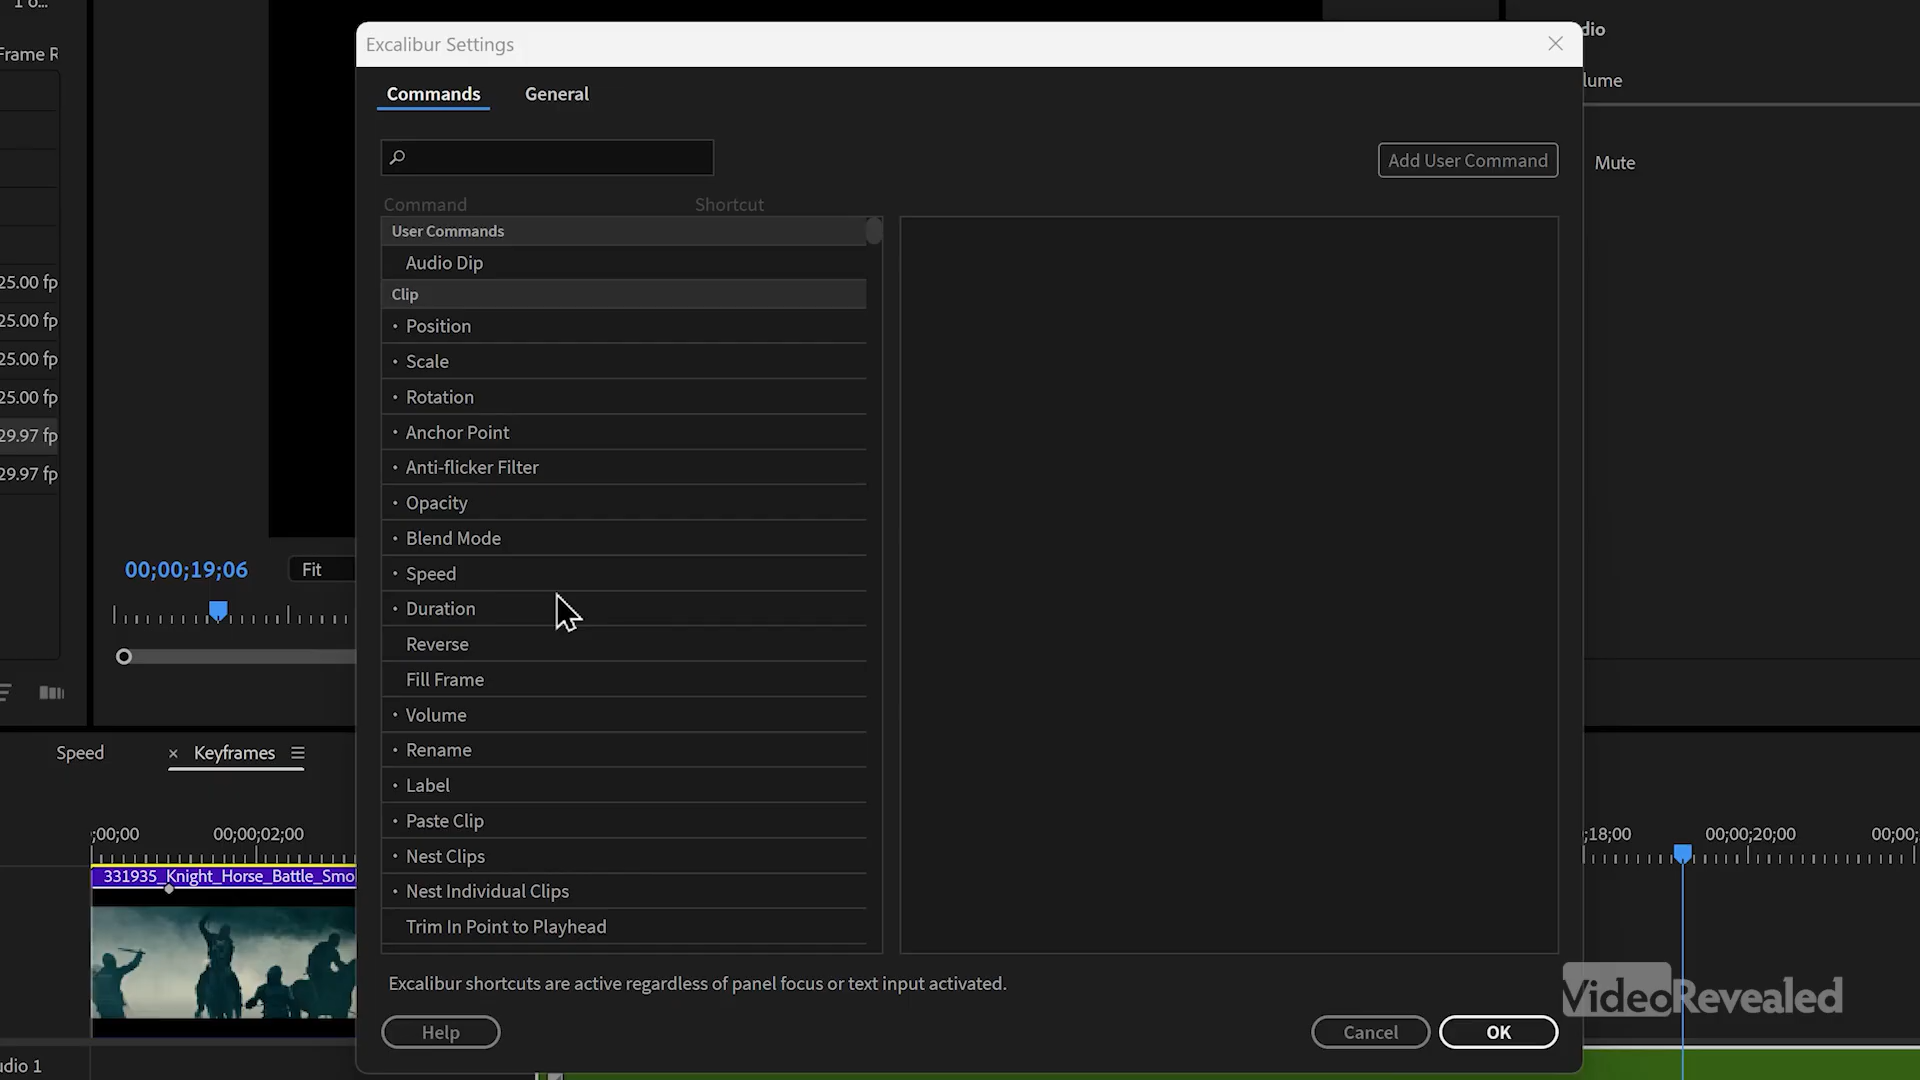 1 o...
Frame R
25.00 fp
25.00 fp
25.00 fp
25.00 fp
29.97 fp
29.97 fp
00;00;19;06
Fit
Excalibur Settings
Commands
General
Add User Command
Command
Shortcut
User Commands
Audio Dip
Clip
Position
Scale
Rotation
Anchor Point
Anti-flicker Filter
Opacity
Blend Mode
Speed
Duration
Reverse
Fill Frame
Volume
Rename
Label
Paste Clip
Nest Clips
Nest Individual Clips
Trim In Point to Playhead
Excalibur shortcuts are active regardless of panel focus or text input activated.
Help
Cancel
OK
dio
lume
Mute
Speed
Keyframes
;00;00
00;00;02;00
;18;00
00;00;20;00
00;00;
331935_Knight_Horse_Battle_Smo
udio 1
VideoRevealed